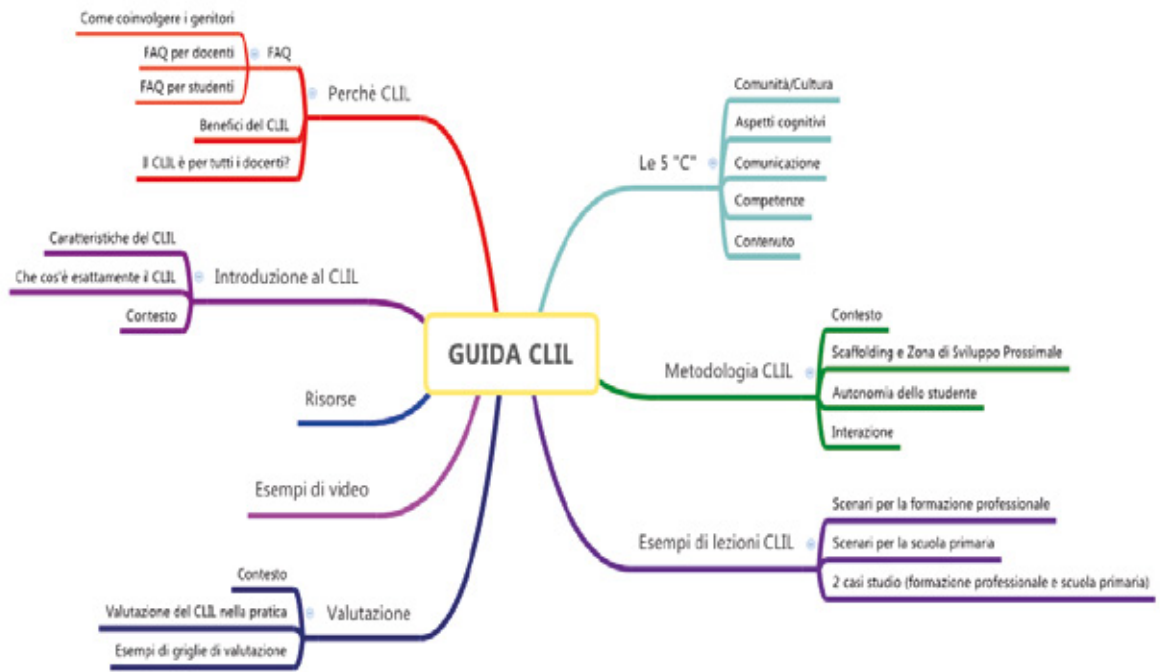 Come coinvolgere i genitori
FAQ per docenti
FAQ per studenti
FAQ
Benefici del CLIL
Il CLIL è per tutti i docenti?
Perchè CLIL
Caratteristiche del CLIL
Che cos'è esattamente il CLIL
Contesto
Introduzione al CLIL
Risorse
Esempi di video
Contesto
Valutazione del CLIL nella pratica
Esempi di griglie di valutazione
Valutazione
GUIDA CLIL
Le 5 "C"
Comunità/Cultura
Aspetti cognitivi
Comunicazione
Competenze
Contenuto
Metodologia CLIL
Contesto
Scaffolding e Zona di Sviluppo Prossimale
Autonomia dello studente
Interazione
Esempi di lezioni CLIL
Scenari per la formazione professionale
Scenari per la scuola primaria
2 casi studio (formazione professionale e scuola primaria)